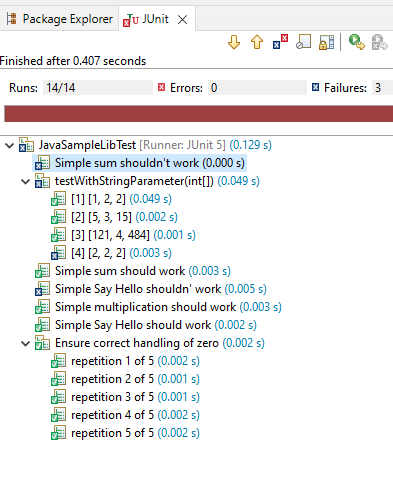 Package Explorer JUnit
Finished after 0.407 seconds
Runs: 14/14 Errors: 0 Failures: 3
JavaSampleLibTest [Runner: JUnit 5] (0.129 s)
Simple sum shouldn't work (0.000 s)
testWithStringParameter(int[]) (0.049 s)
[1] [1, 2, 2] (0.049 s)
[2] [5, 3, 15] (0.002 s)
[3] [121, 4, 484] (0.001 s)
[4] [2, 2, 2] (0.003 s)
Simple sum should work (0.003 s)
Simple Say Hello shouldn' work (0.005 s)
Simple multiplication should work (0.003 s)
Simple Say Hello should work (0.002 s)
Ensure correct handling of zero (0.002 s)
repetition 1 of 5 (0.002 s)
repetition 2 of 5 (0.001 s)
repetition 3 of 5 (0.001 s)
repetition 4 of 5 (0.002 s)
repetition 5 of 5 (0.002 s)